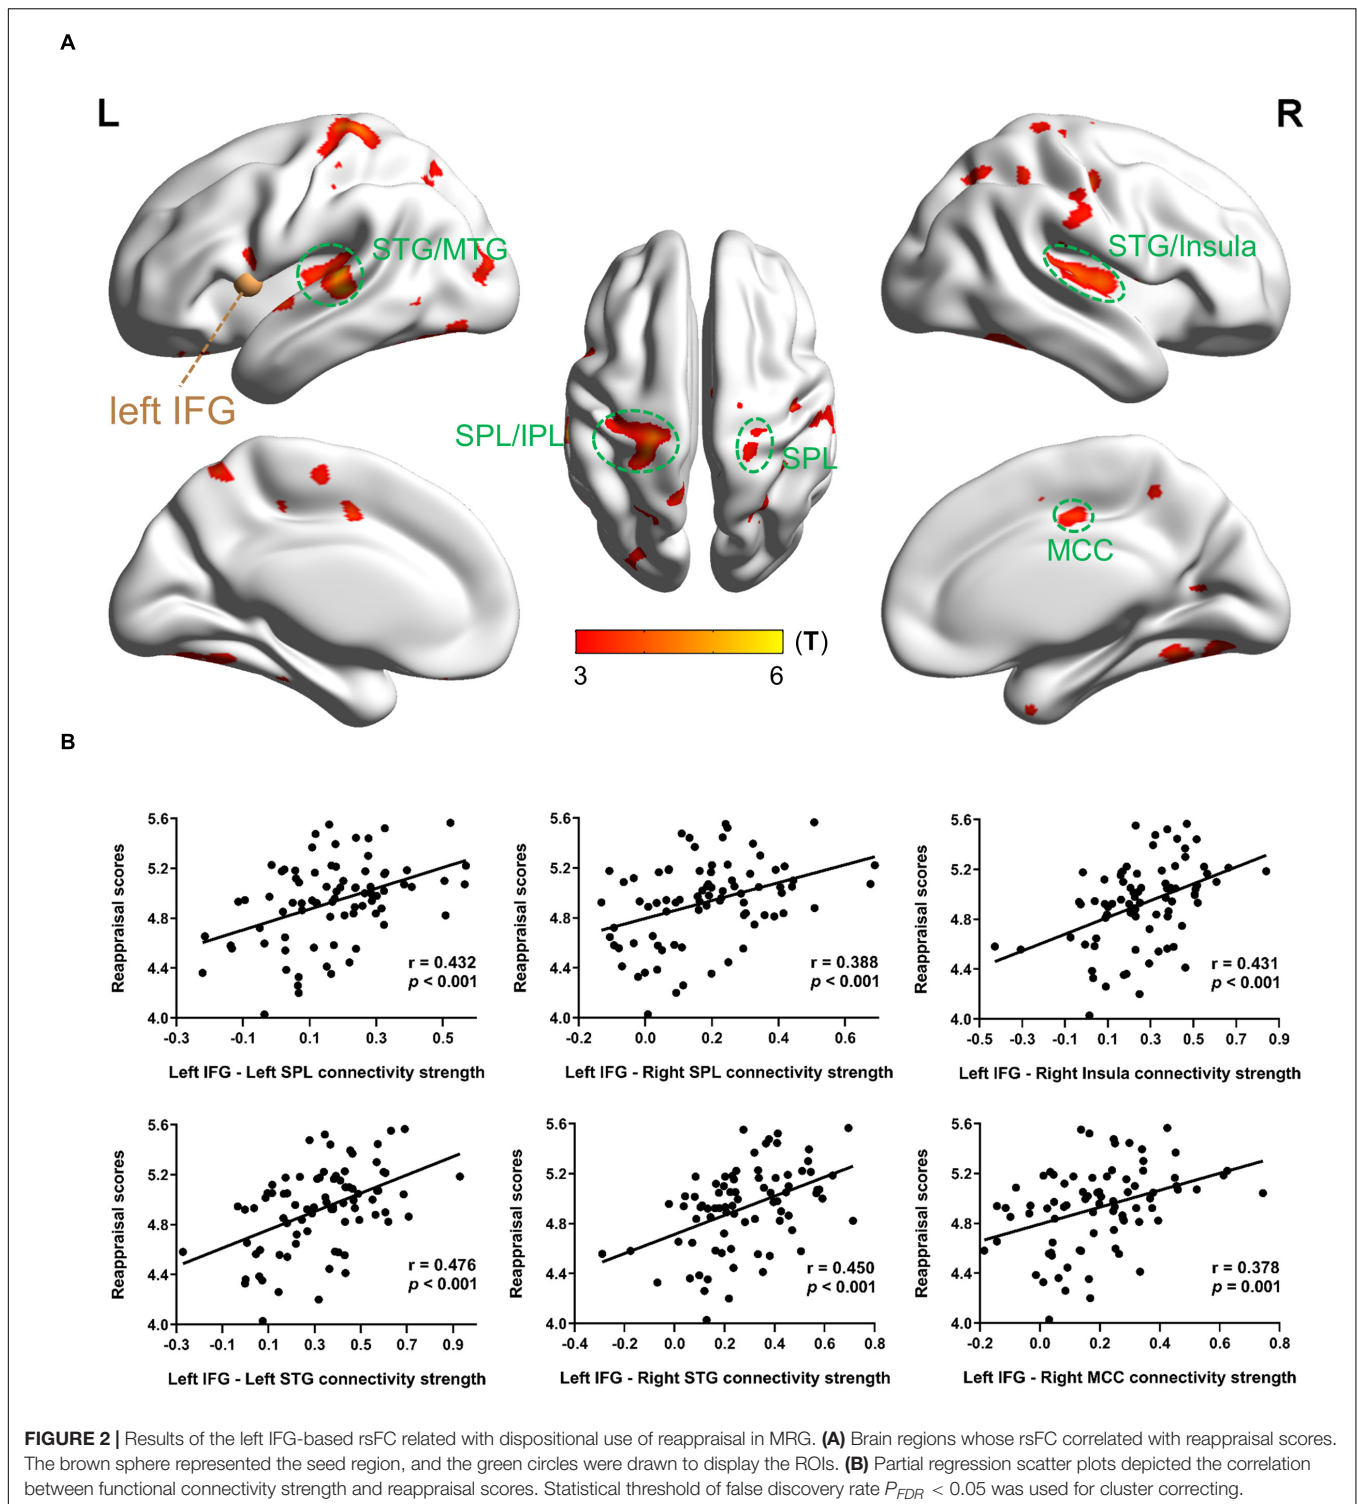 A
L
R
STG/MTG
STG/Insula
left IFG
SPL/IPL
SPL
MCC
(T)
3 6
B
Reappraisal scores
5.6
5.2
4.8
4.4
4.0
r = 0.432
p < 0.001
-0.3 -0.1 0.1 0.3 0.5
Left IFG - Left SPL connectivity strength
Reappraisal scores
5.6
5.2
4.8
4.4
4.0
r = 0.388
p < 0.001
-0.2 0.0 0.2 0.4 0.6
Left IFG - Right SPL connectivity strength
Reappraisal scores
5.6
5.2
4.8
4.4
4.0
r = 0.431
p < 0.001
-0.5 -0.3 -0.1 0.1 0.3 0.5 0.7 0.9
Left IFG - Right Insula connectivity strength
Reappraisal scores
5.6
5.2
4.8
4.4
4.0
r = 0.476
p < 0.001
-0.3 -0.1 0.1 0.3 0.5 0.7 0.9
Left IFG - Left STG connectivity strength
Reappraisal scores
5.6
5.2
4.8
4.4
4.0
r = 0.450
p < 0.001
-0.4 -0.2 0.0 0.2 0.4 0.6 0.8
Left IFG - Right STG connectivity strength
Reappraisal scores
5.6
5.2
4.8
4.4
4.0
r = 0.378
p = 0.001
-0.2 0.0 0.2 0.4 0.6 0.8
Left IFG - Right MCC connectivity strength
FIGURE 2 | Results of the left IFG-based rsFC related with dispositional use of reappraisal in MRG. (A) Brain regions whose rsFC correlated with reappraisal scores.
The brown sphere represented the seed region, and the green circles were drawn to display the ROIs. (B) Partial regression scatter plots depicted the correlation
between functional connectivity strength and reappraisal scores. Statistical threshold of false discovery rate PFDR < 0.05 was used for cluster correcting.